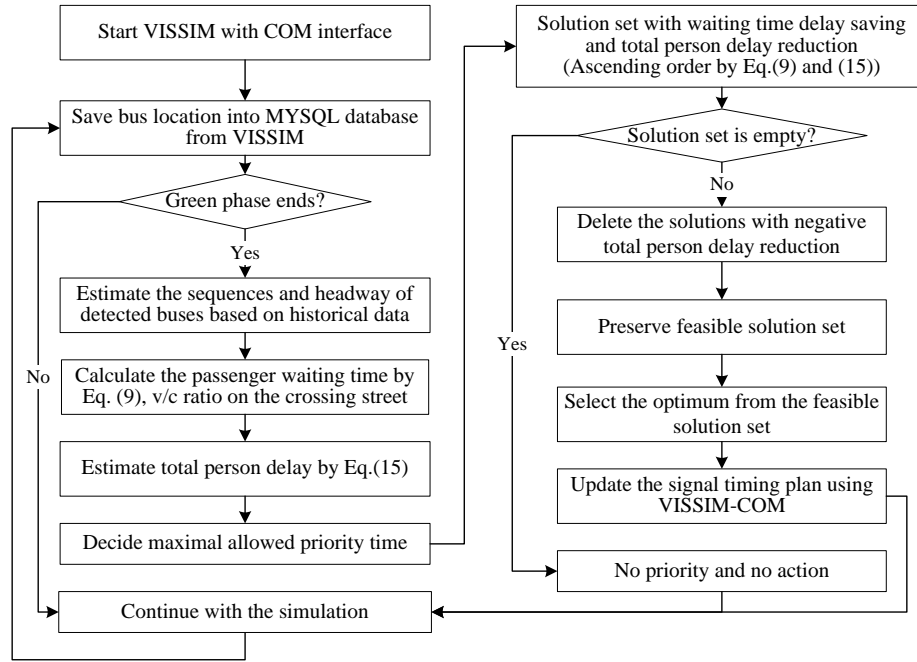 Start VISSIM with COM interface
Save bus location into MYSQL database
from VISSIM
Green phase ends?
Yes
Estimate the sequences and headway of
detected buses based on historical data
No
Calculate the passenger waiting time by
Eq. (9), v/c ratio on the crossing street
Estimate total person delay by Eq.(15)
Decide maximal allowed priority time
Continue with the simulation
Solution set with waiting time delay saving
and total person delay reduction
(Ascending order by Eq.(9) and (15))
Solution set is empty?
No
Delete the solutions with negative
total person delay reduction
Yes
Preserve feasible solution set
Select the optimum from the feasible
solution set
Update the signal timing plan using
VISSIM-COM
No priority and no action